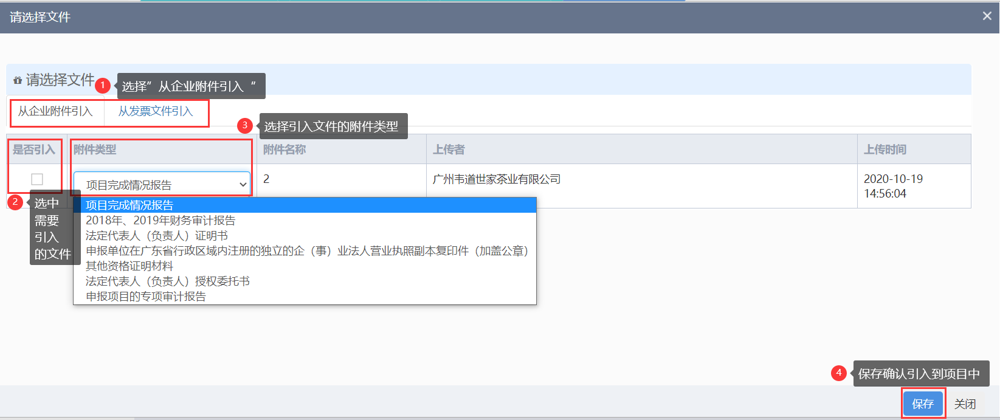 请选择文件
请选择文件
1
选择”从企业附件引入“
从企业附件引入
从发票文件引入
3
选择引入文件的附件类型
是否引入
附件类型
附件名称
上传者
上传时间
项目完成情况报告
2
广州韦道世家茶业有限公司
2020-10-19
14:56:04
2
选中
需要
引入
的文件
项目完成情况报告
2018年、2019年财务审计报告
法定代表人（负责人）证明书
申报单位在广东省行政区域内注册的独立的企（事）业法人营业执照副本复印件（加盖公章）
其他资格证明材料
法定代表人（负责人）授权委托书
申报项目的专项审计报告
4
保存确认引入到项目中
保存
关闭